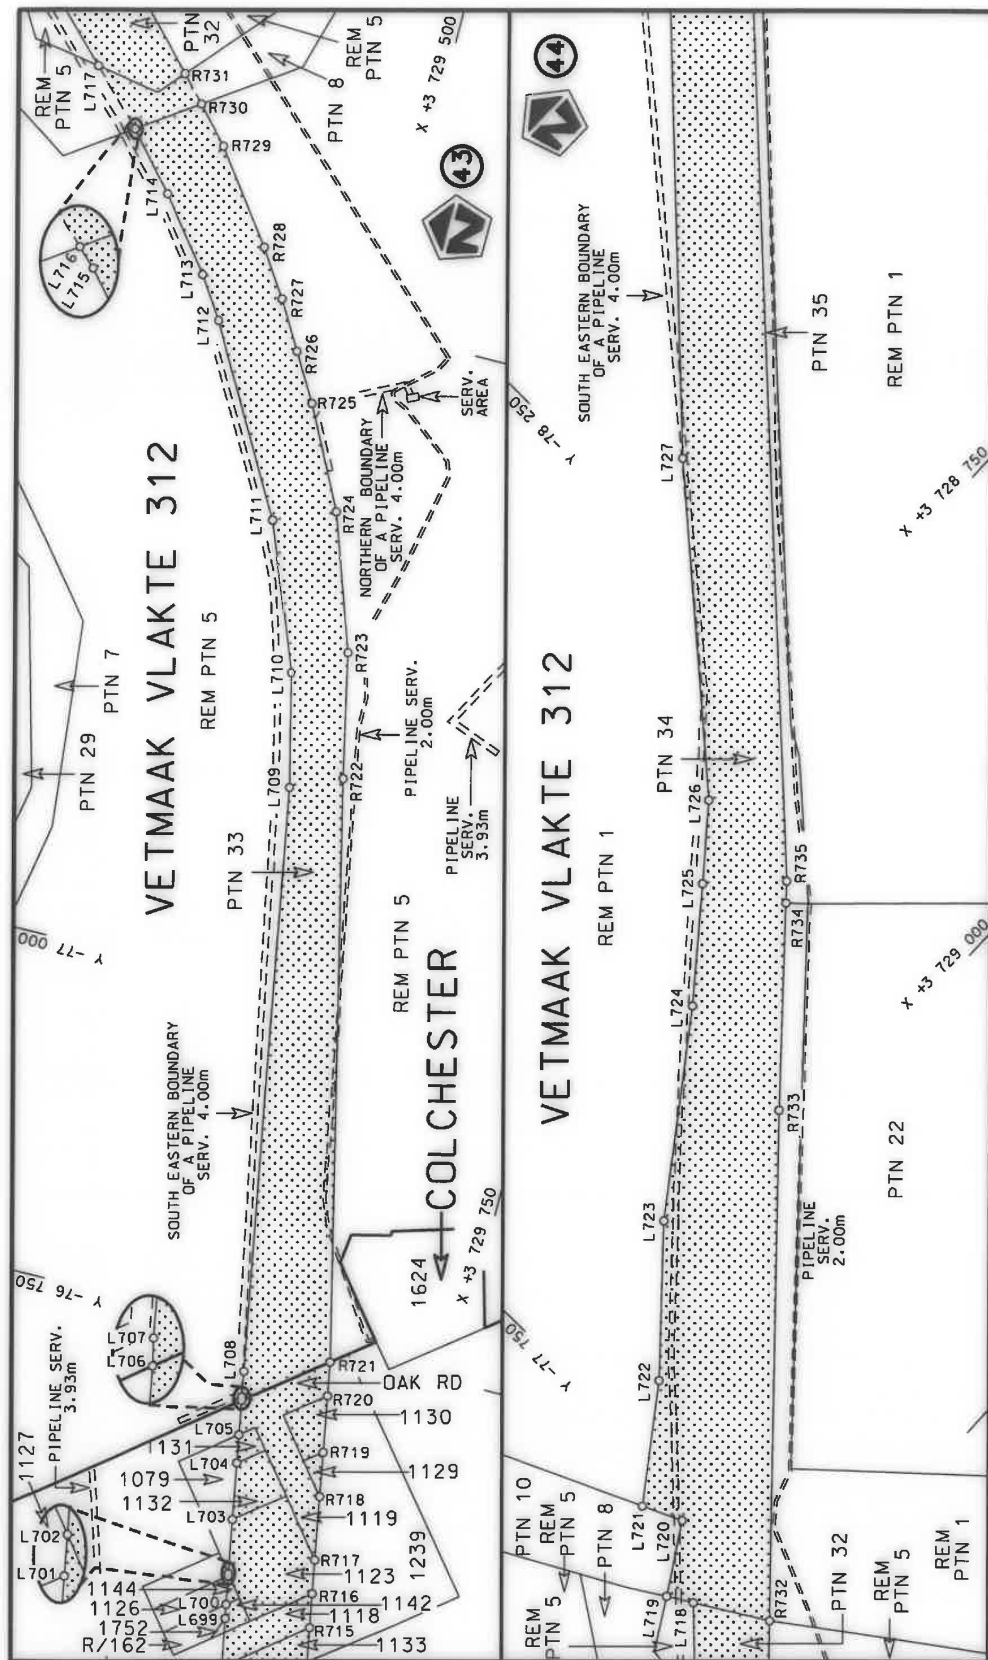 REM
PTN 5
L717
PTN
32
REM
PTN 5
R731
R730
PTN 8
R729
X +3 729 500
43
L716
L715
L714
L713
L712
R728
R727
R726
R725
SERV.
AREA
NORTHERN BOUNDARY
OF A PIPELINE
SERV. 4.00m
R724
L711
VETMAAK VLAKTE 312
REM PTN 5
PTN 7
PTN 29
L710
R723
PIPELINE SERV.
2.00m
PIPELINE
SERV.
3.93m
L709
R722
PTN 33
Y -77 000
REM PTN 5
COLCHESTER
SOUTH EASTERN BOUNDARY
OF A PIPELINE
SERV. 4.00m
1624
X +3 729 750
Y -76 750
L707
L706
L708
R721
OAK RD
R720
1130
PIPELINE SERV.
3.93m
1127
L705
1131
L704
1079
1132
L703
R719
1129
R718
1119
R717
1123
1239
L702
L701
1144
1126
L700
L699
1752
R/162
R716
1142
1118
R715
1133
44
SOUTH EASTERN BOUNDARY
OF A PIPELINE
SERV. 4.00m
PTN 35
REM PTN 1
Y -78 250
L727
X +3 728 750
VETMAAK VLAKTE 312
REM PTN 1
PTN 34
L726
L725
R735
R734
L724
X +3 729 000
R733
PTN 22
L723
PIPELINE
SERV.
2.00m
Y -77 750
L722
PTN 10
REM
PTN 5
PTN 8
L721
L720
L719
L718
REM
PTN 5
R732
PTN 32
REM
PTN 5
REM
PTN 1